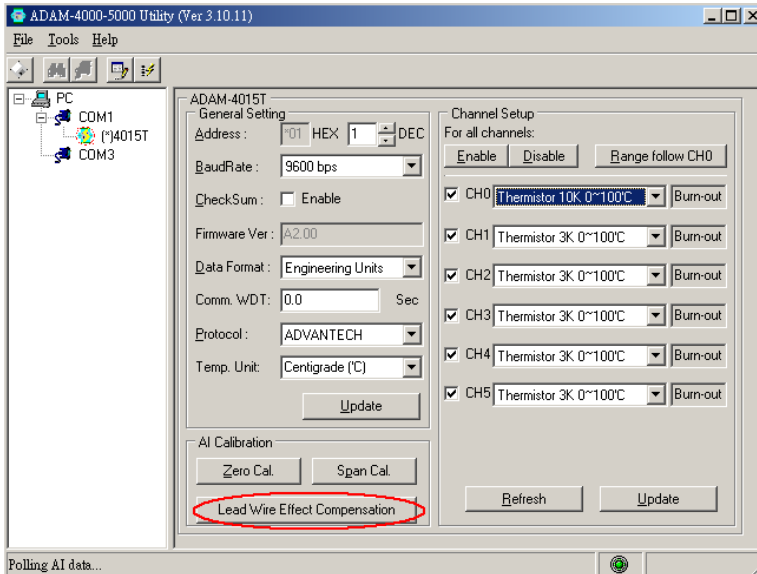 ADAM-4000-5000 Utility (Ver 3.10.11)
File Tools Help
PC
COM1
(*)4015T
COM3
ADAM-4015T
General Setting
Address : *01 HEX 1 DEC
BaudRate : 9600 bps
CheckSum : Enable
Firmware Ver : A2.00
Data Format : Engineering Units
Comm. WDT: 0.0 Sec
Protocol : ADVANTECH
Temp. Unit: Centigrade ('C)
Update
AI Calibration
Zero Cal. Span Cal.
Lead Wire Effect Compensation
Channel Setup
For all channels:
Enable Disable Range follow CH0
CH0 Thermistor 10K 0~100'C Burn-out
CH1 Thermistor 3K 0~100'C Burn-out
CH2 Thermistor 3K 0~100'C Burn-out
CH3 Thermistor 3K 0~100'C Burn-out
CH4 Thermistor 3K 0~100'C Burn-out
CH5 Thermistor 3K 0~100'C Burn-out
Refresh Update
Polling AI data...